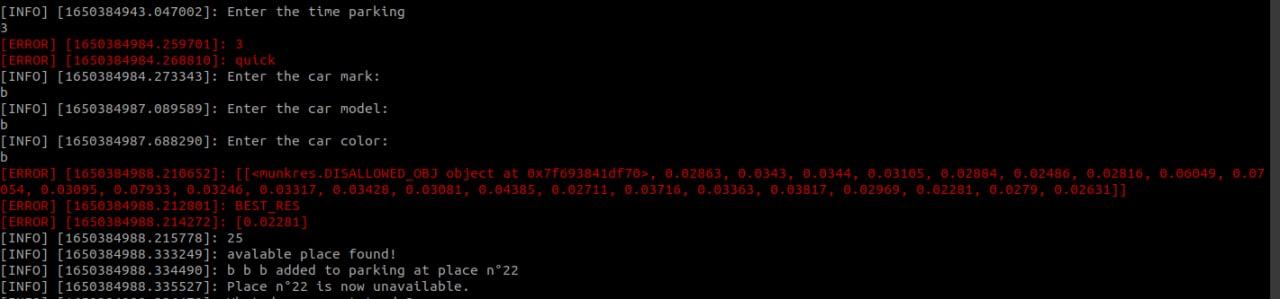 [INFO] [1650384943.047002]: Enter the time parking
3
[ERROR] [1650384984.259701]: 3
[ERROR] [1650384984.268810]: quick
[INFO] [1650384984.273343]: Enter the car mark:
b
[INFO] [1650384987.089589]: Enter the car model:
b
[INFO] [1650384987.688290]: Enter the car color:
b
[ERROR] [1650384988.210652]: [[<munkres.DISALLOWED_OBJ object at 0x7f693841df70>, 0.02863, 0.0343, 0.0344, 0.03105, 0.02884, 0.02486, 0.02816, 0.06049, 0.07
054, 0.03095, 0.07933, 0.03246, 0.03317, 0.03428, 0.03081, 0.04385, 0.02711, 0.03716, 0.03363, 0.03817, 0.02969, 0.02281, 0.0279, 0.02631]]
[ERROR] [1650384988.212801]: BEST_RES
[ERROR] [1650384988.214272]: [0.02281]
[INFO] [1650384988.215778]: 25
[INFO] [1650384988.333249]: avalable place found!
[INFO] [1650384988.334490]: b b b added to parking at place n°22
[INFO] [1650384988.335527]: Place n°22 is now unavailable.